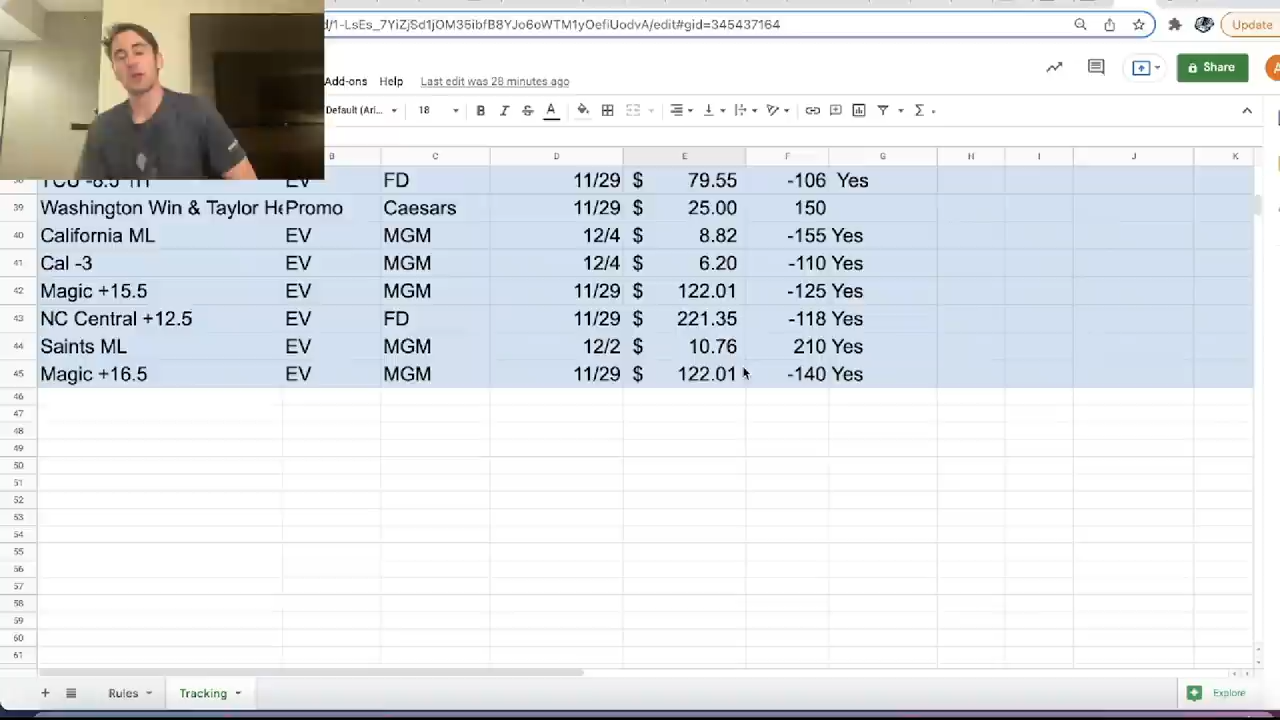 d/1-LsEs_7YiZjSd1jOM35ibfB8YJo6oWTM1yOefiUodvA/edit#gid=345437164
Update
Add-ons Help Last edit was 28 minutes ago
Share
Default (Ari... 18 B I S A
B C D E F G H I J K
TCU -8.5 1H EV FD 11/29 $ 79.55 -106 Yes
39 Washington Win & Taylor He Promo Caesars 11/29 $ 25.00 150
40 California ML EV MGM 12/4 $ 8.82 -155 Yes
41 Cal -3 EV MGM 12/4 $ 6.20 -110 Yes
42 Magic +15.5 EV MGM 11/29 $ 122.01 -125 Yes
43 NC Central +12.5 EV FD 11/29 $ 221.35 -118 Yes
44 Saints ML EV MGM 12/2 $ 10.76 210 Yes
45 Magic +16.5 EV MGM 11/29 $ 122.01 -140 Yes
46
47
48
49
50
51
52
53
54
55
56
57
58
59
60
61
Rules Tracking
Explore